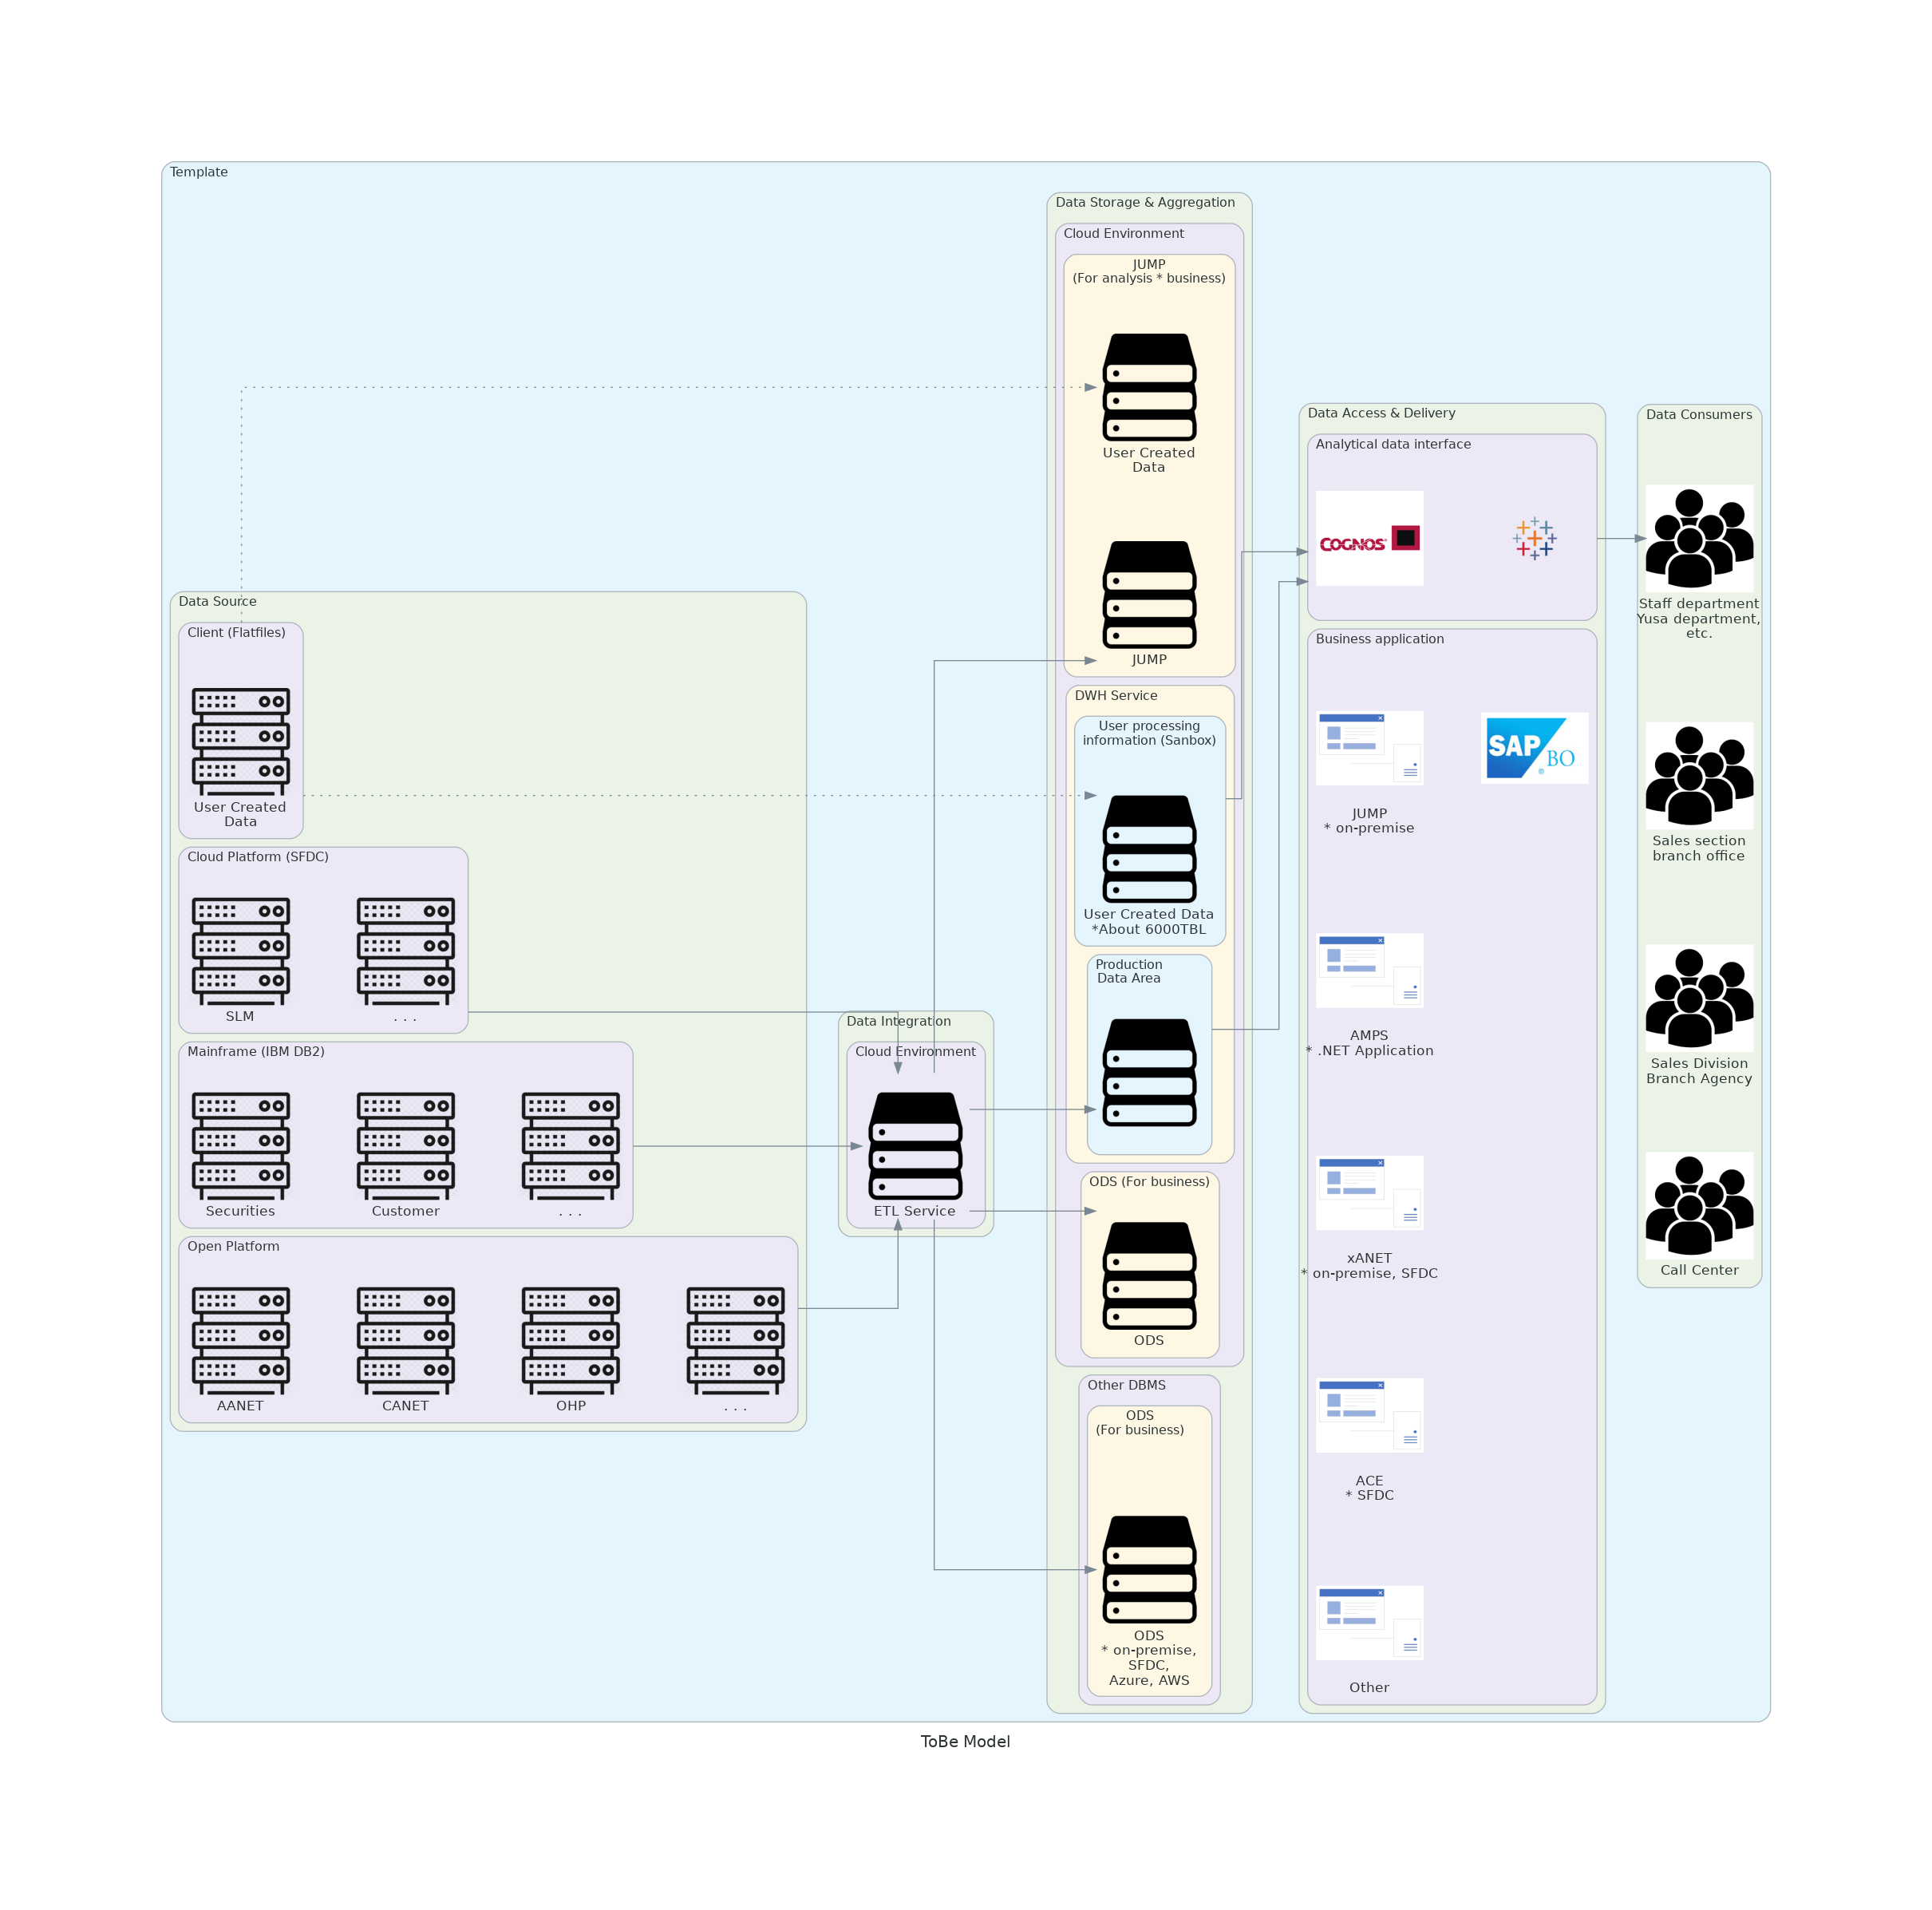 Template
Data Storage & Aggregation
Cloud Environment
JUMP
(For analysis * business)
User Created
Data
JUMP
DWH Service
User processing
information (Sanbox)
User Created Data
*About 6000TBL
Production
Data Area
ODS (For business)
ODS
Other DBMS
ODS
(For business)
ODS
* on-premise,
SFDC,
Azure, AWS
Data Source
Client (Flatfiles)
User Created
Data
Cloud Platform (SFDC)
SLM
. . .
Mainframe (IBM DB2)
Securities
Customer
. . .
Open Platform
AANET
CANET
OHP
. . .
Data Integration
Cloud Environment
ETL Service
Data Access & Delivery
Analytical data interface
COGNOS
Business application
SAP BO
JUMP
* on-premise
AMPS
* .NET Application
xANET
* on-premise, SFDC
ACE
* SFDC
Other
Data Consumers
Staff department
Yusa department,
etc.
Sales section
branch office
Sales Division
Branch Agency
Call Center
ToBe Model